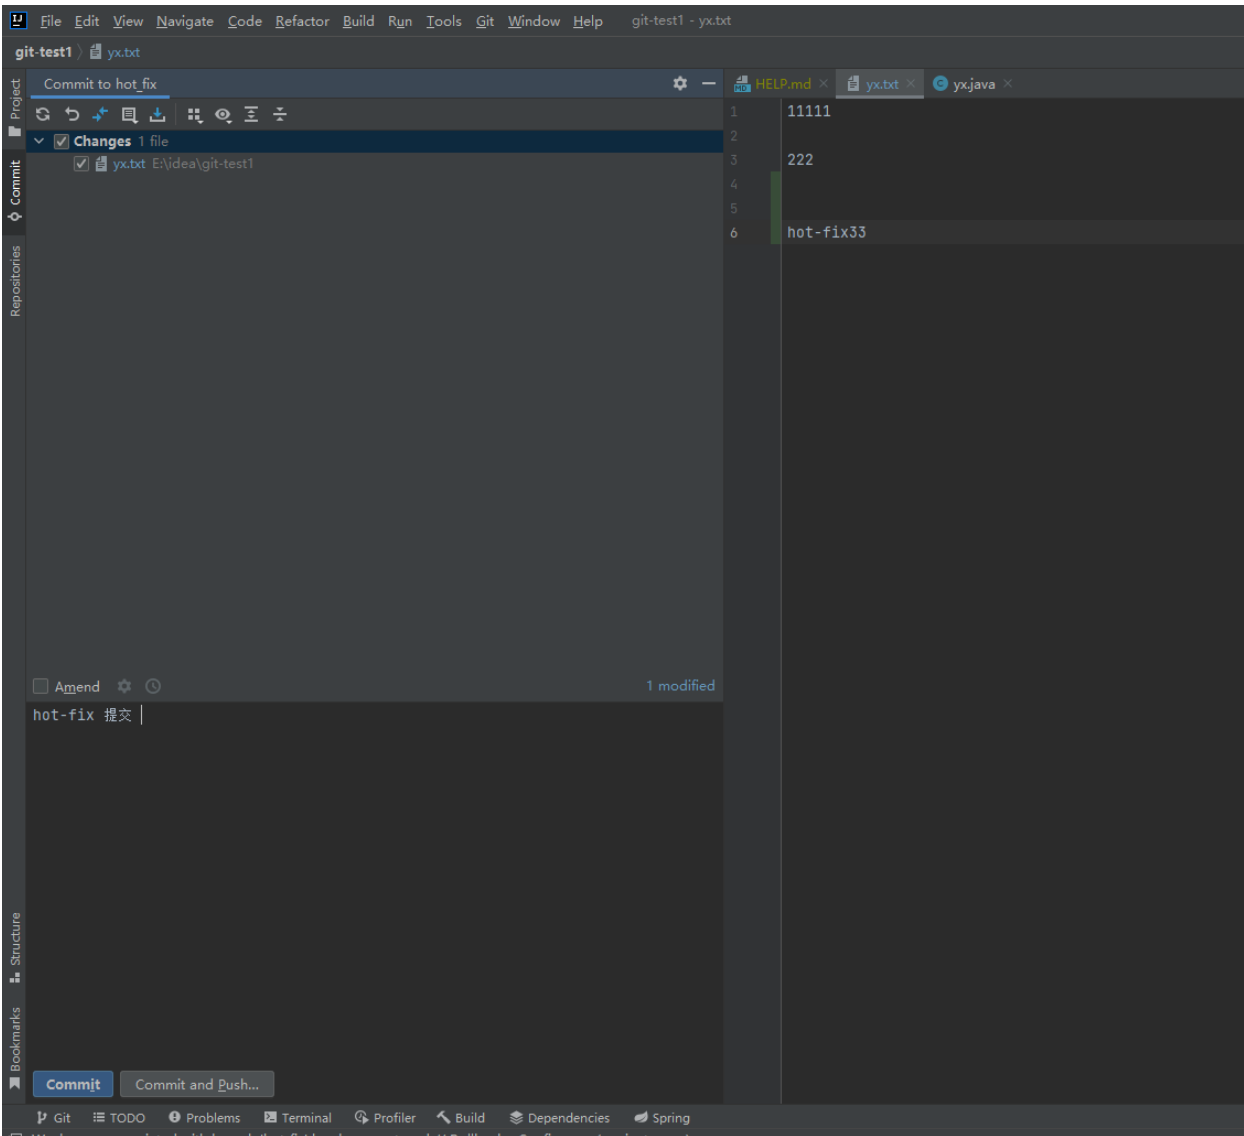 File Edit View Navigate Code Refactor Build Run Tools Git Window Help git-test1 - yx.txt
git-test1 yx.txt
Project
Commit
Repositories
Structure
Bookmarks
Commit to hot_fix
Changes 1 file
yx.txt E:\idea\git-test1
Amend 1 modified
hot-fix 提交
Commit Commit and Push...
HELP.md yx.txt yx.java
1 11111
2
3 222
4
5
6 hot-fix33
Git TODO Problems Terminal Profiler Build Dependencies Spring